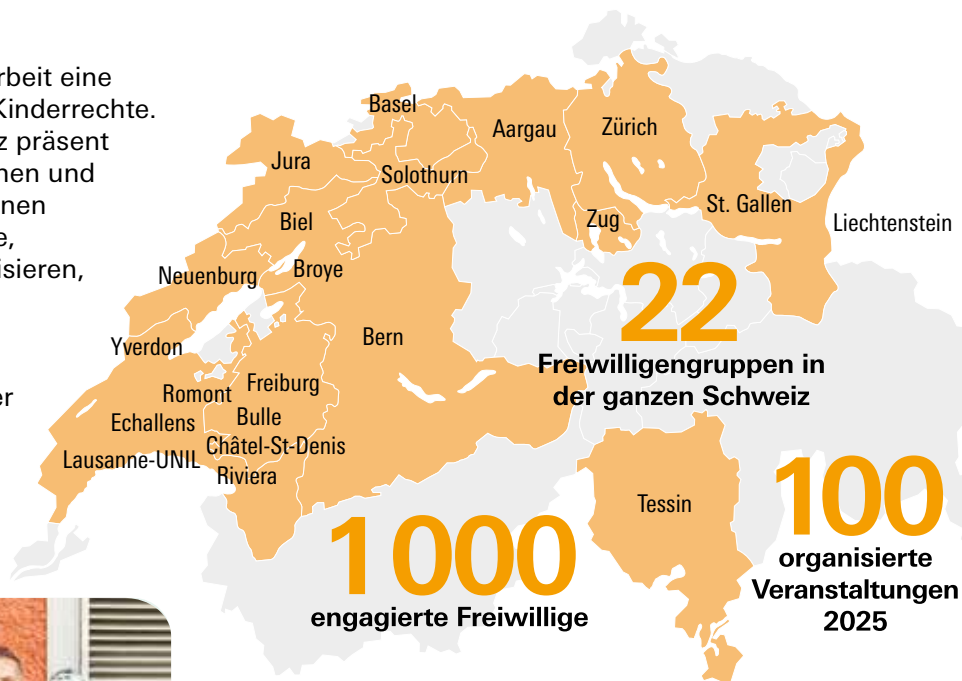 rbeit eine
Kinderrechte.
z präsent
nen und
nen
e,
isieren,
er
Basel
Aargau
Zürich
Jura
Solothurn
St. Gallen
Zug
Biel
Liechtenstein
Neuenburg
Broye
Yverdon
Bern
Freiburg
Romont
Bulle
Echallens
Châtel-St-Denis
Lausanne-UNIL
Riviera
Tessin
22
Freiwilligengruppen in
der ganzen Schweiz
1000
engagierte Freiwillige
100
organisierte
Veranstaltungen
2025